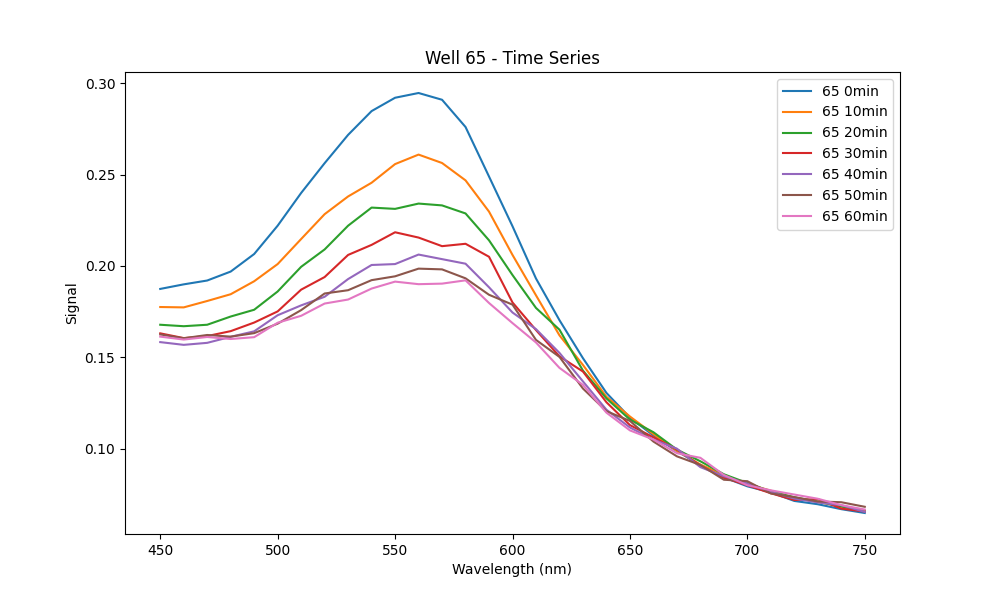 Well 65 - Time Series
0.30
0.25
0.20
0.15
0.10
Signal
450 500 550 600 650 700 750
Wavelength (nm)
65 0min
65 10min
65 20min
65 30min
65 40min
65 50min
65 60min